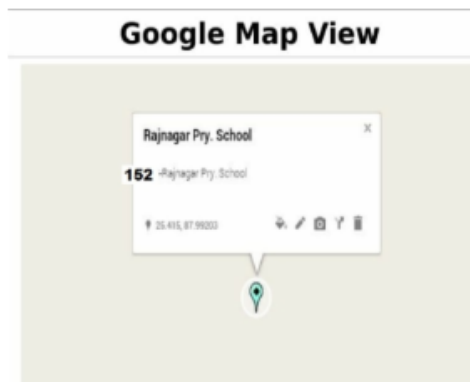 Google Map View
Rajnagar Pry. School
x
152 -Rajnagar Pry. School
25.415, 87.99203